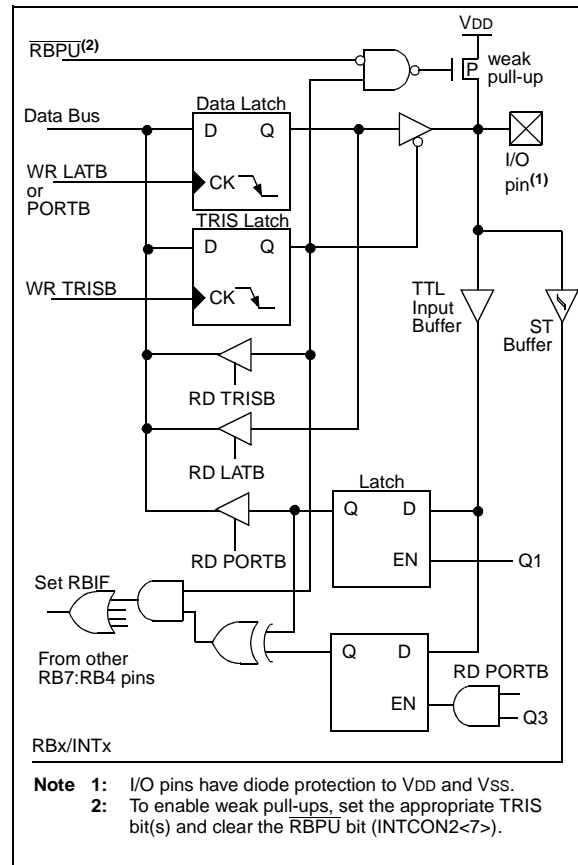 VDD
RBPU(2)
weak
pull-up
P
Data Latch
Data Bus
D Q
I/O
pin(1)
WR LATB
or
PORTB
CK
TRIS Latch
D Q
WR TRISB
CK
TTL
Input
Buffer
ST
Buffer
RD TRISB
RD LATB
Latch
Q D
EN
Q1
RD PORTB
Set RBIF
From other
RB7:RB4 pins
Q D
RD PORTB
EN
Q3
RBx/INTx
Note 1: I/O pins have diode protection to VDD and VSS.
2: To enable weak pull-ups, set the appropriate TRIS
bit(s) and clear the RBPU bit (INTCON2<7>).